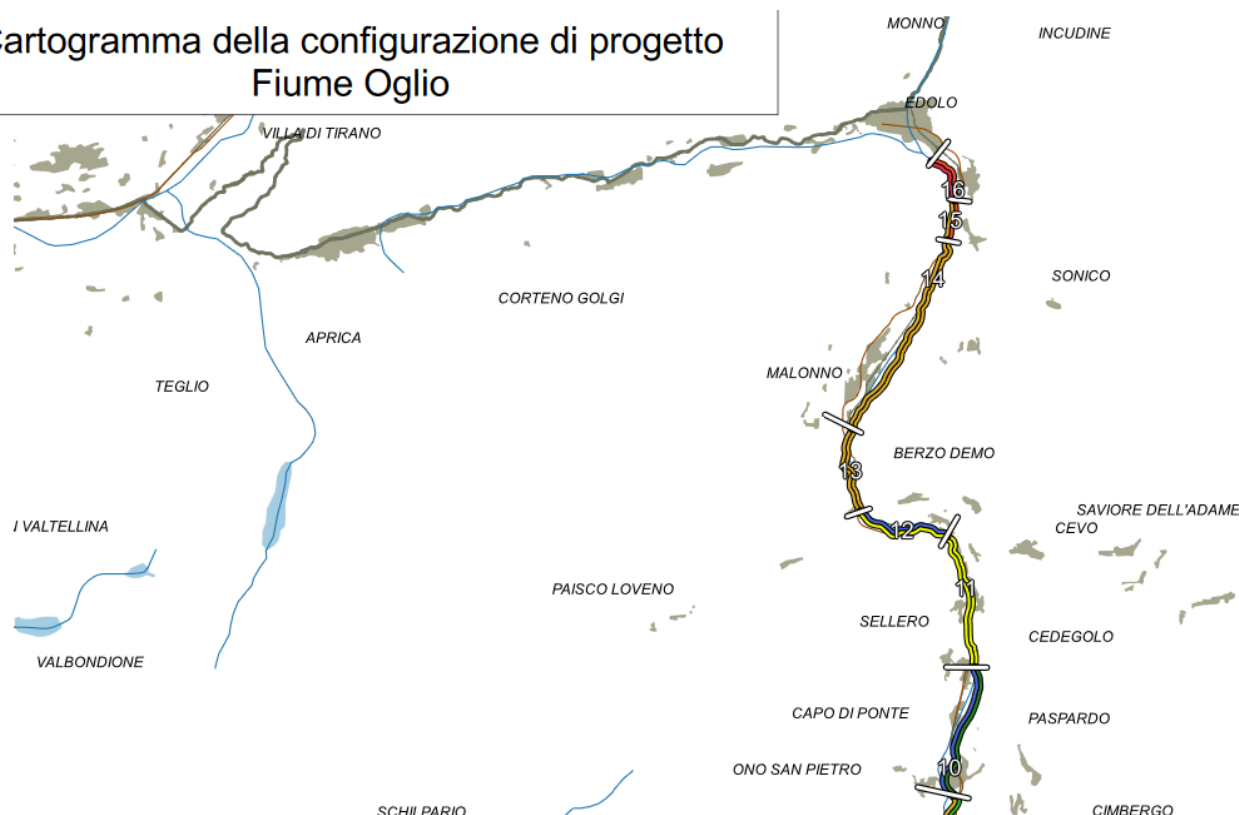 Cartogramma della configurazione di progetto
Fiume Oglio
MONNO
INCUDINE
EDOLO
VILLA DI TIRANO
16
15
14
SONICO
CORTENO GOLGI
APRICA
MALONNO
TEGLIO
BERZO DEMO
13
SAVIORE DELL'ADAME
I VALTELLINA
CEVO
12
PAISCO LOVENO
11
SELLERO
CEDEGOLO
VALBONDIONE
CAPO DI PONTE
PASPARDO
ONO SAN PIETRO
10
SCHILPARIO
CIMBERGO